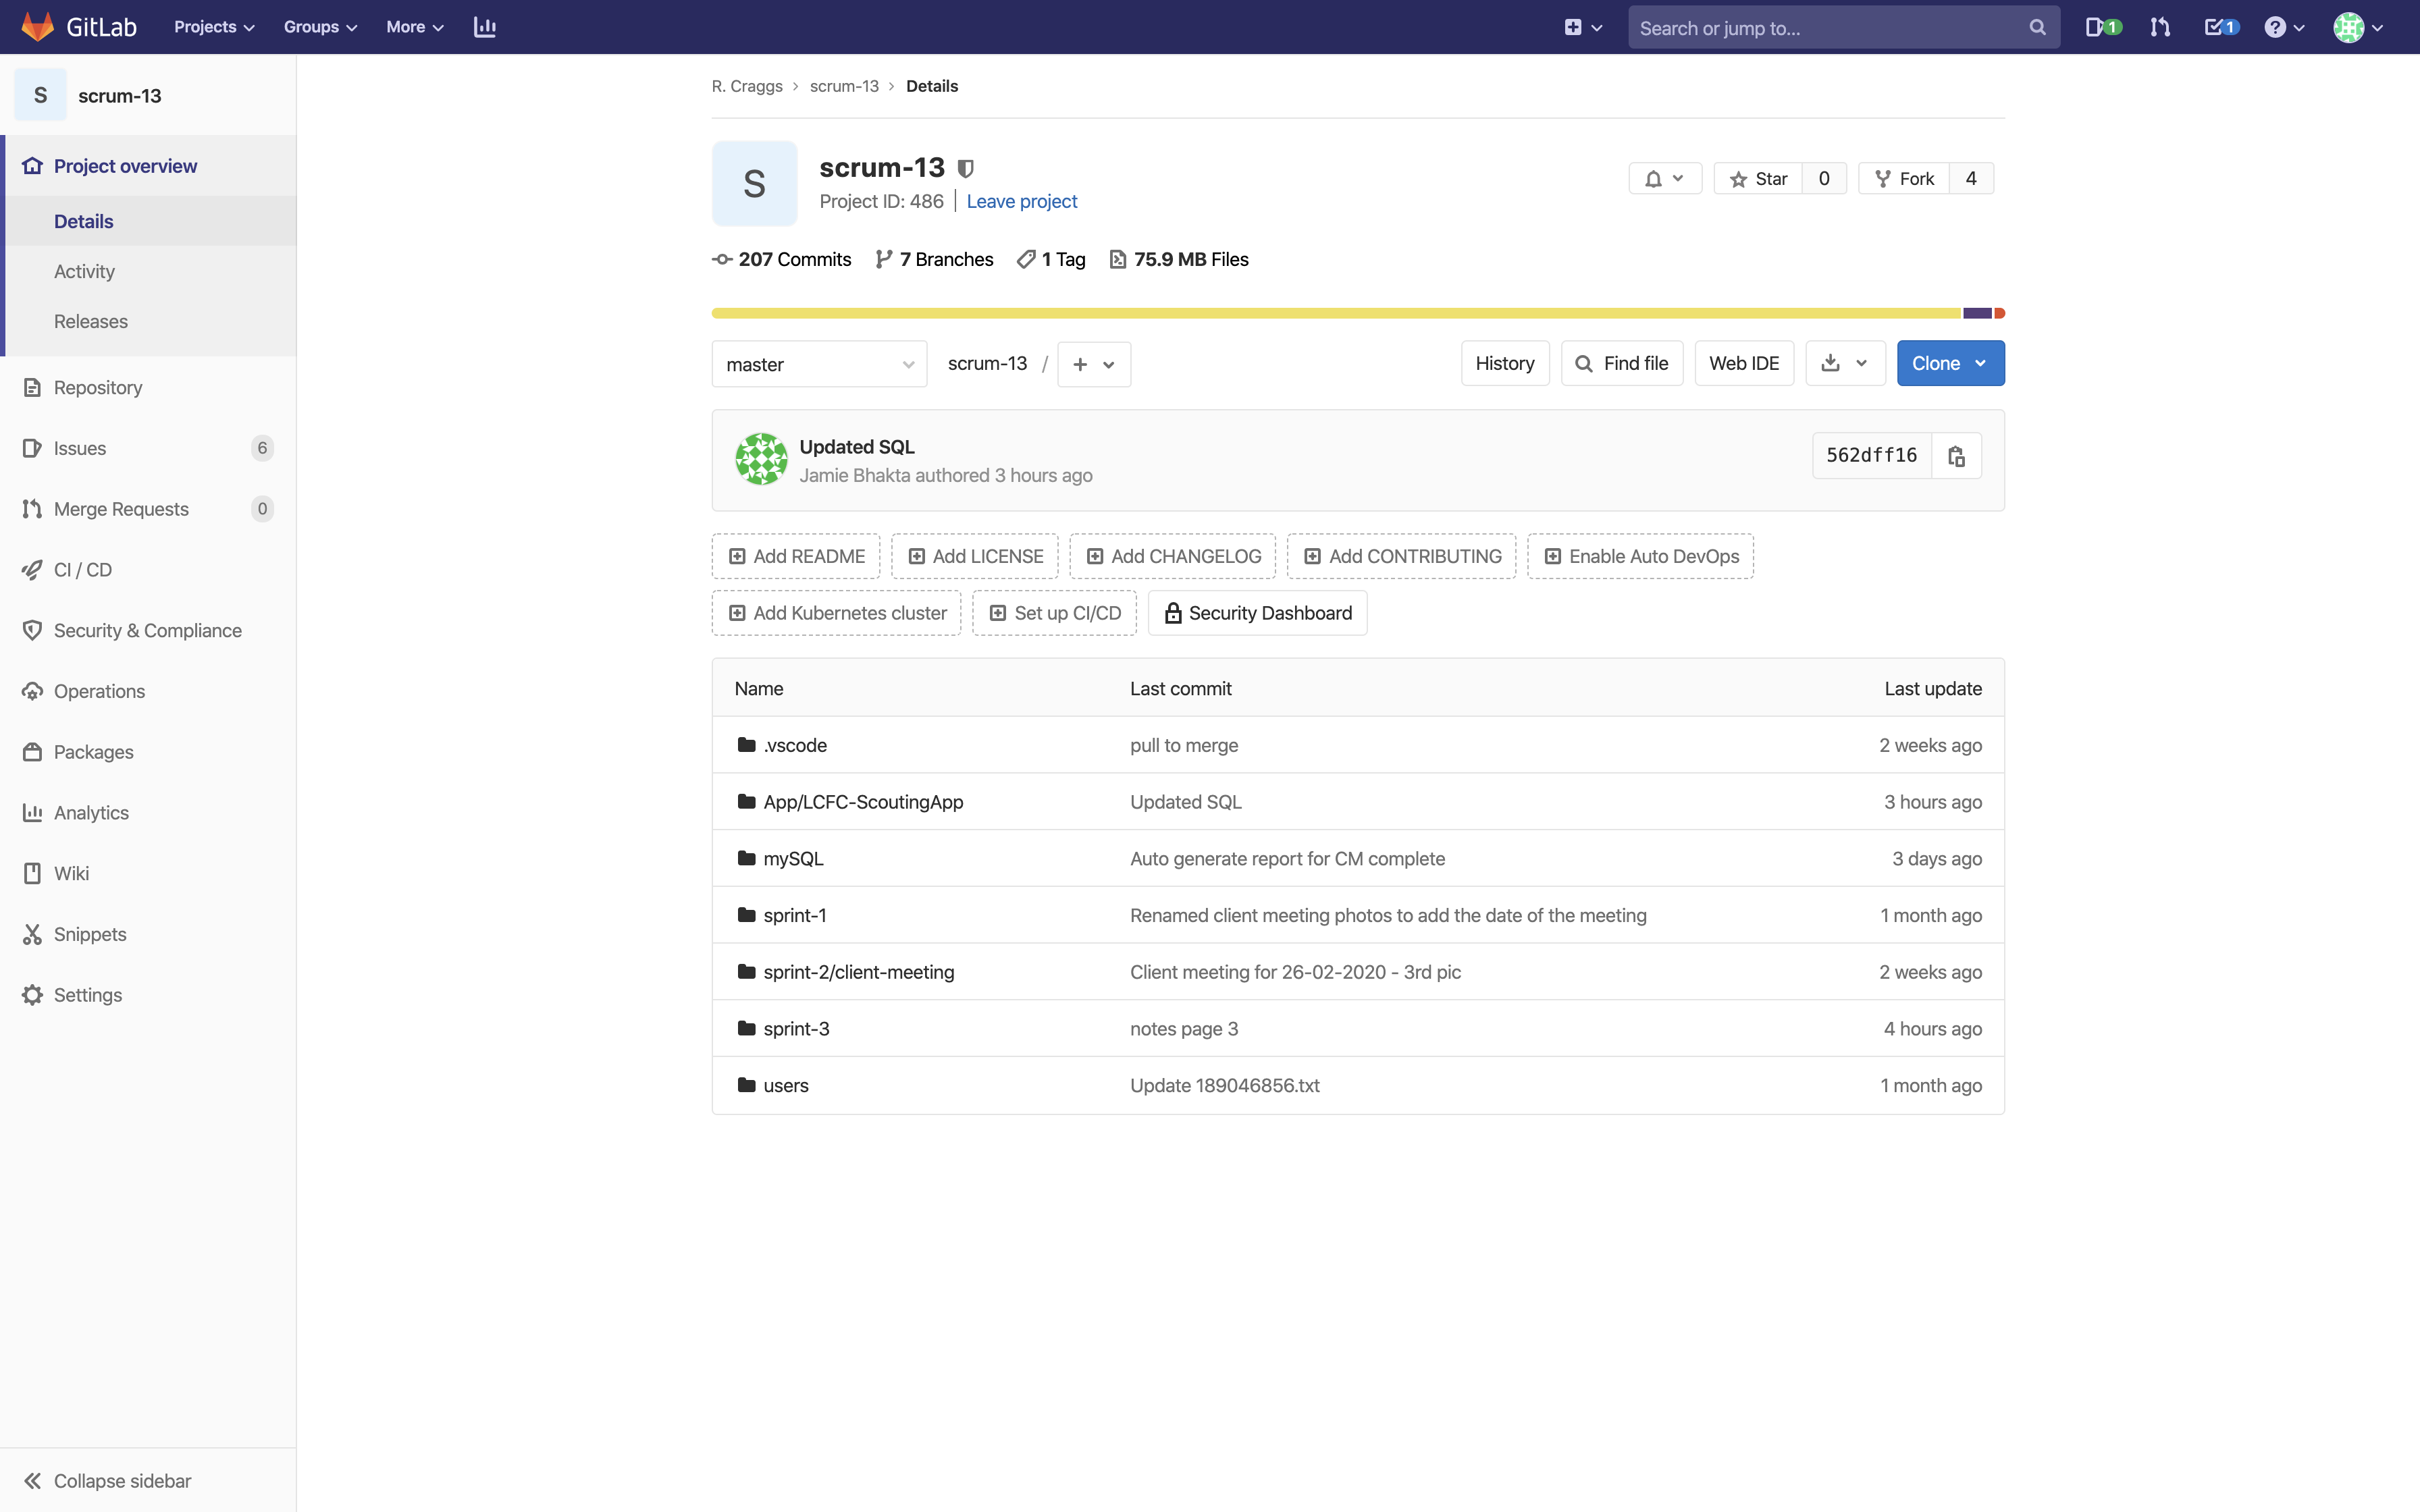 GitLab Projects Groups More Search or jump to... 1 1
S scrum-13
Project overview
Details
Activity
Releases
Repository
Issues 6
Merge Requests 0
CI / CD
Security & Compliance
Operations
Packages
Analytics
Wiki
Snippets
Settings
Collapse sidebar
R. Craggs > scrum-13 > Details
S
scrum-13
Project ID: 486 | Leave project
Star 0 Fork 4
207 Commits 7 Branches 1 Tag 75.9 MB Files
master scrum-13 / + History Find file Web IDE Clone
Updated SQL
Jamie Bhakta authored 3 hours ago
562dff16
Add README Add LICENSE Add CHANGELOG Add CONTRIBUTING Enable Auto DevOps
Add Kubernetes cluster Set up CI/CD Security Dashboard
Name Last commit Last update
.vscode pull to merge 2 weeks ago
App/LCFC-ScoutingApp Updated SQL 3 hours ago
mySQL Auto generate report for CM complete 3 days ago
sprint-1 Renamed client meeting photos to add the date of the meeting 1 month ago
sprint-2/client-meeting Client meeting for 26-02-2020 - 3rd pic 2 weeks ago
sprint-3 notes page 3 4 hours ago
users Update 189046856.txt 1 month ago